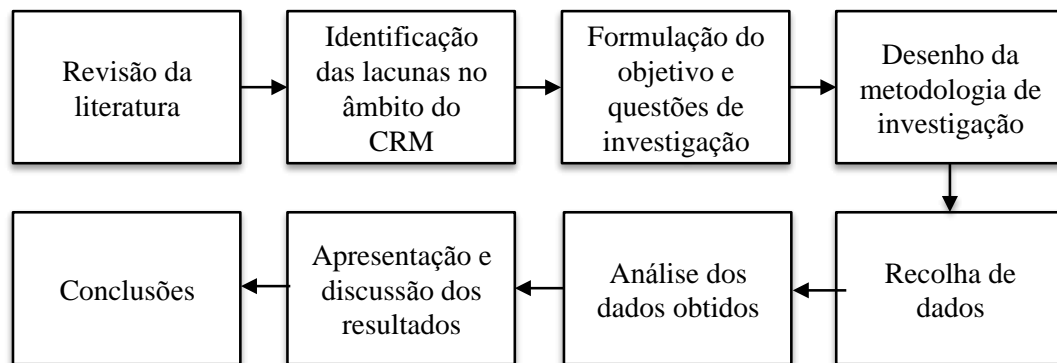 Revisão da
literatura
Identificação
das lacunas no
âmbito do
CRM
Formulação do
objetivo e
questões de
investigação
Desenho da
metodologia de
investigação
Recolha de
dados
Análise dos
dados obtidos
Apresentação e
discussão dos
resultados
Conclusões